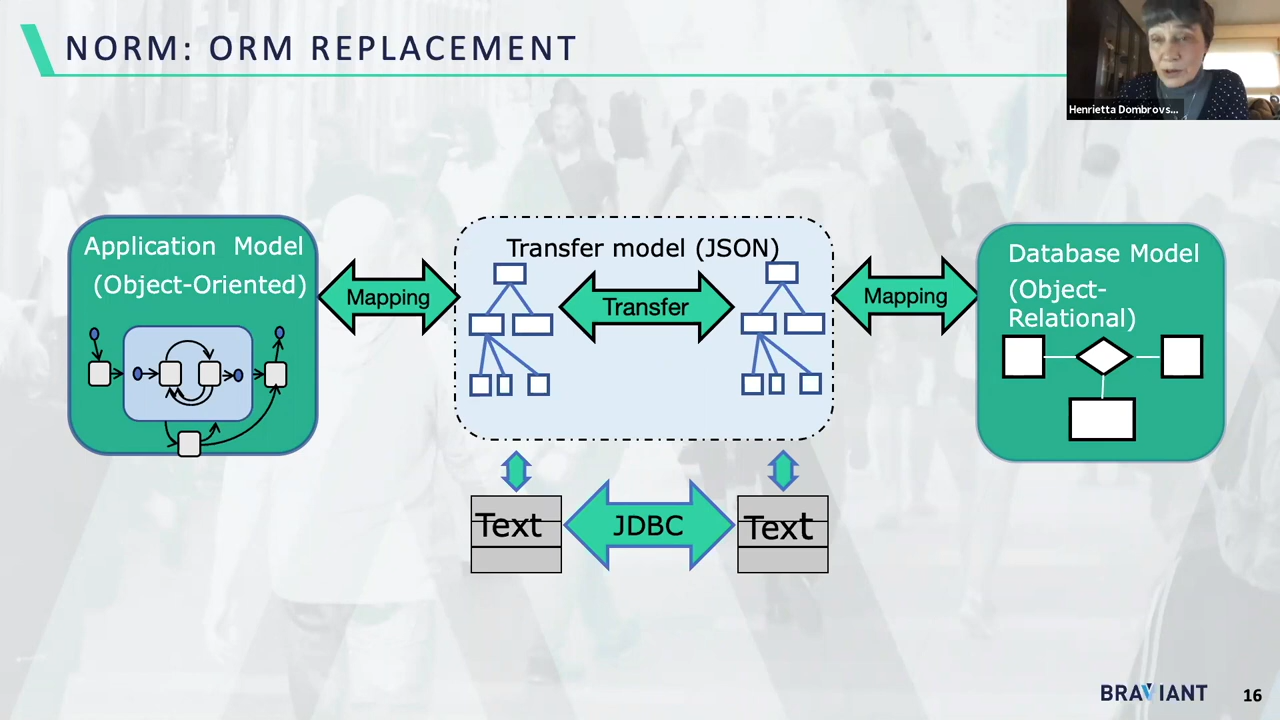 NORM: ORM REPLACEMENT
Henrietta Dombrovs...
Application Model
(Object-Oriented)
Mapping
Transfer model (JSON)
Transfer
Mapping
Database Model
(Object-
Relational)
Text
JDBC
Text
BRAVIANT
16